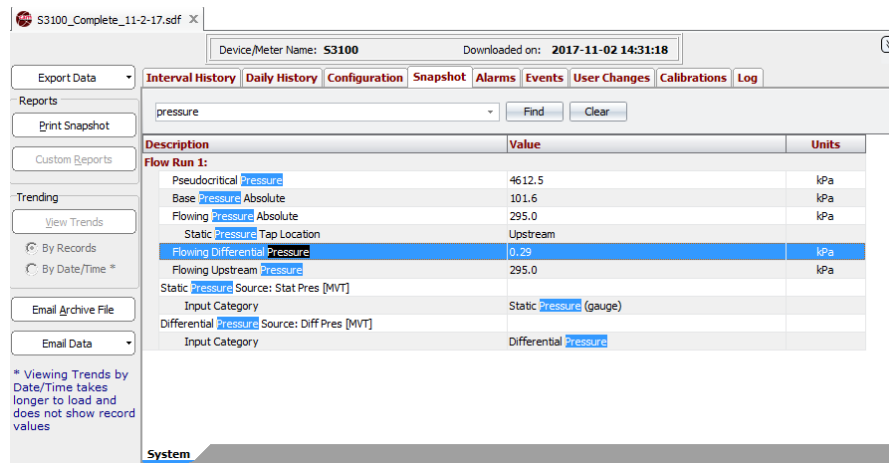 S3100_Complete_11-2-17.sdf X
Device/Meter Name: S3100 Downloaded on: 2017-11-02 14:31:18
Export Data
Interval History Daily History Configuration Snapshot Alarms Events User Changes Calibrations Log
Reports
pressure Find Clear
Print Snapshot
Custom Reports
Description Value Units
Flow Run 1:
Pseudocritical Pressure 4612.5 kPa
Base Pressure Absolute 101.6 kPa
Flowing Pressure Absolute 295.0 kPa
Static Pressure Tap Location Upstream
Flowing Differential Pressure 0.29 kPa
Flowing Upstream Pressure 295.0 kPa
Static Pressure Source: Stat Pres [MVT]
Input Category Static Pressure (gauge)
Differential Pressure Source: Diff Pres [MVT]
Input Category Differential Pressure
Trending
View Trends
By Records
By Date/Time *
Email Archive File
Email Data
* Viewing Trends by
Date/Time takes
longer to load and
does not show record
values
System